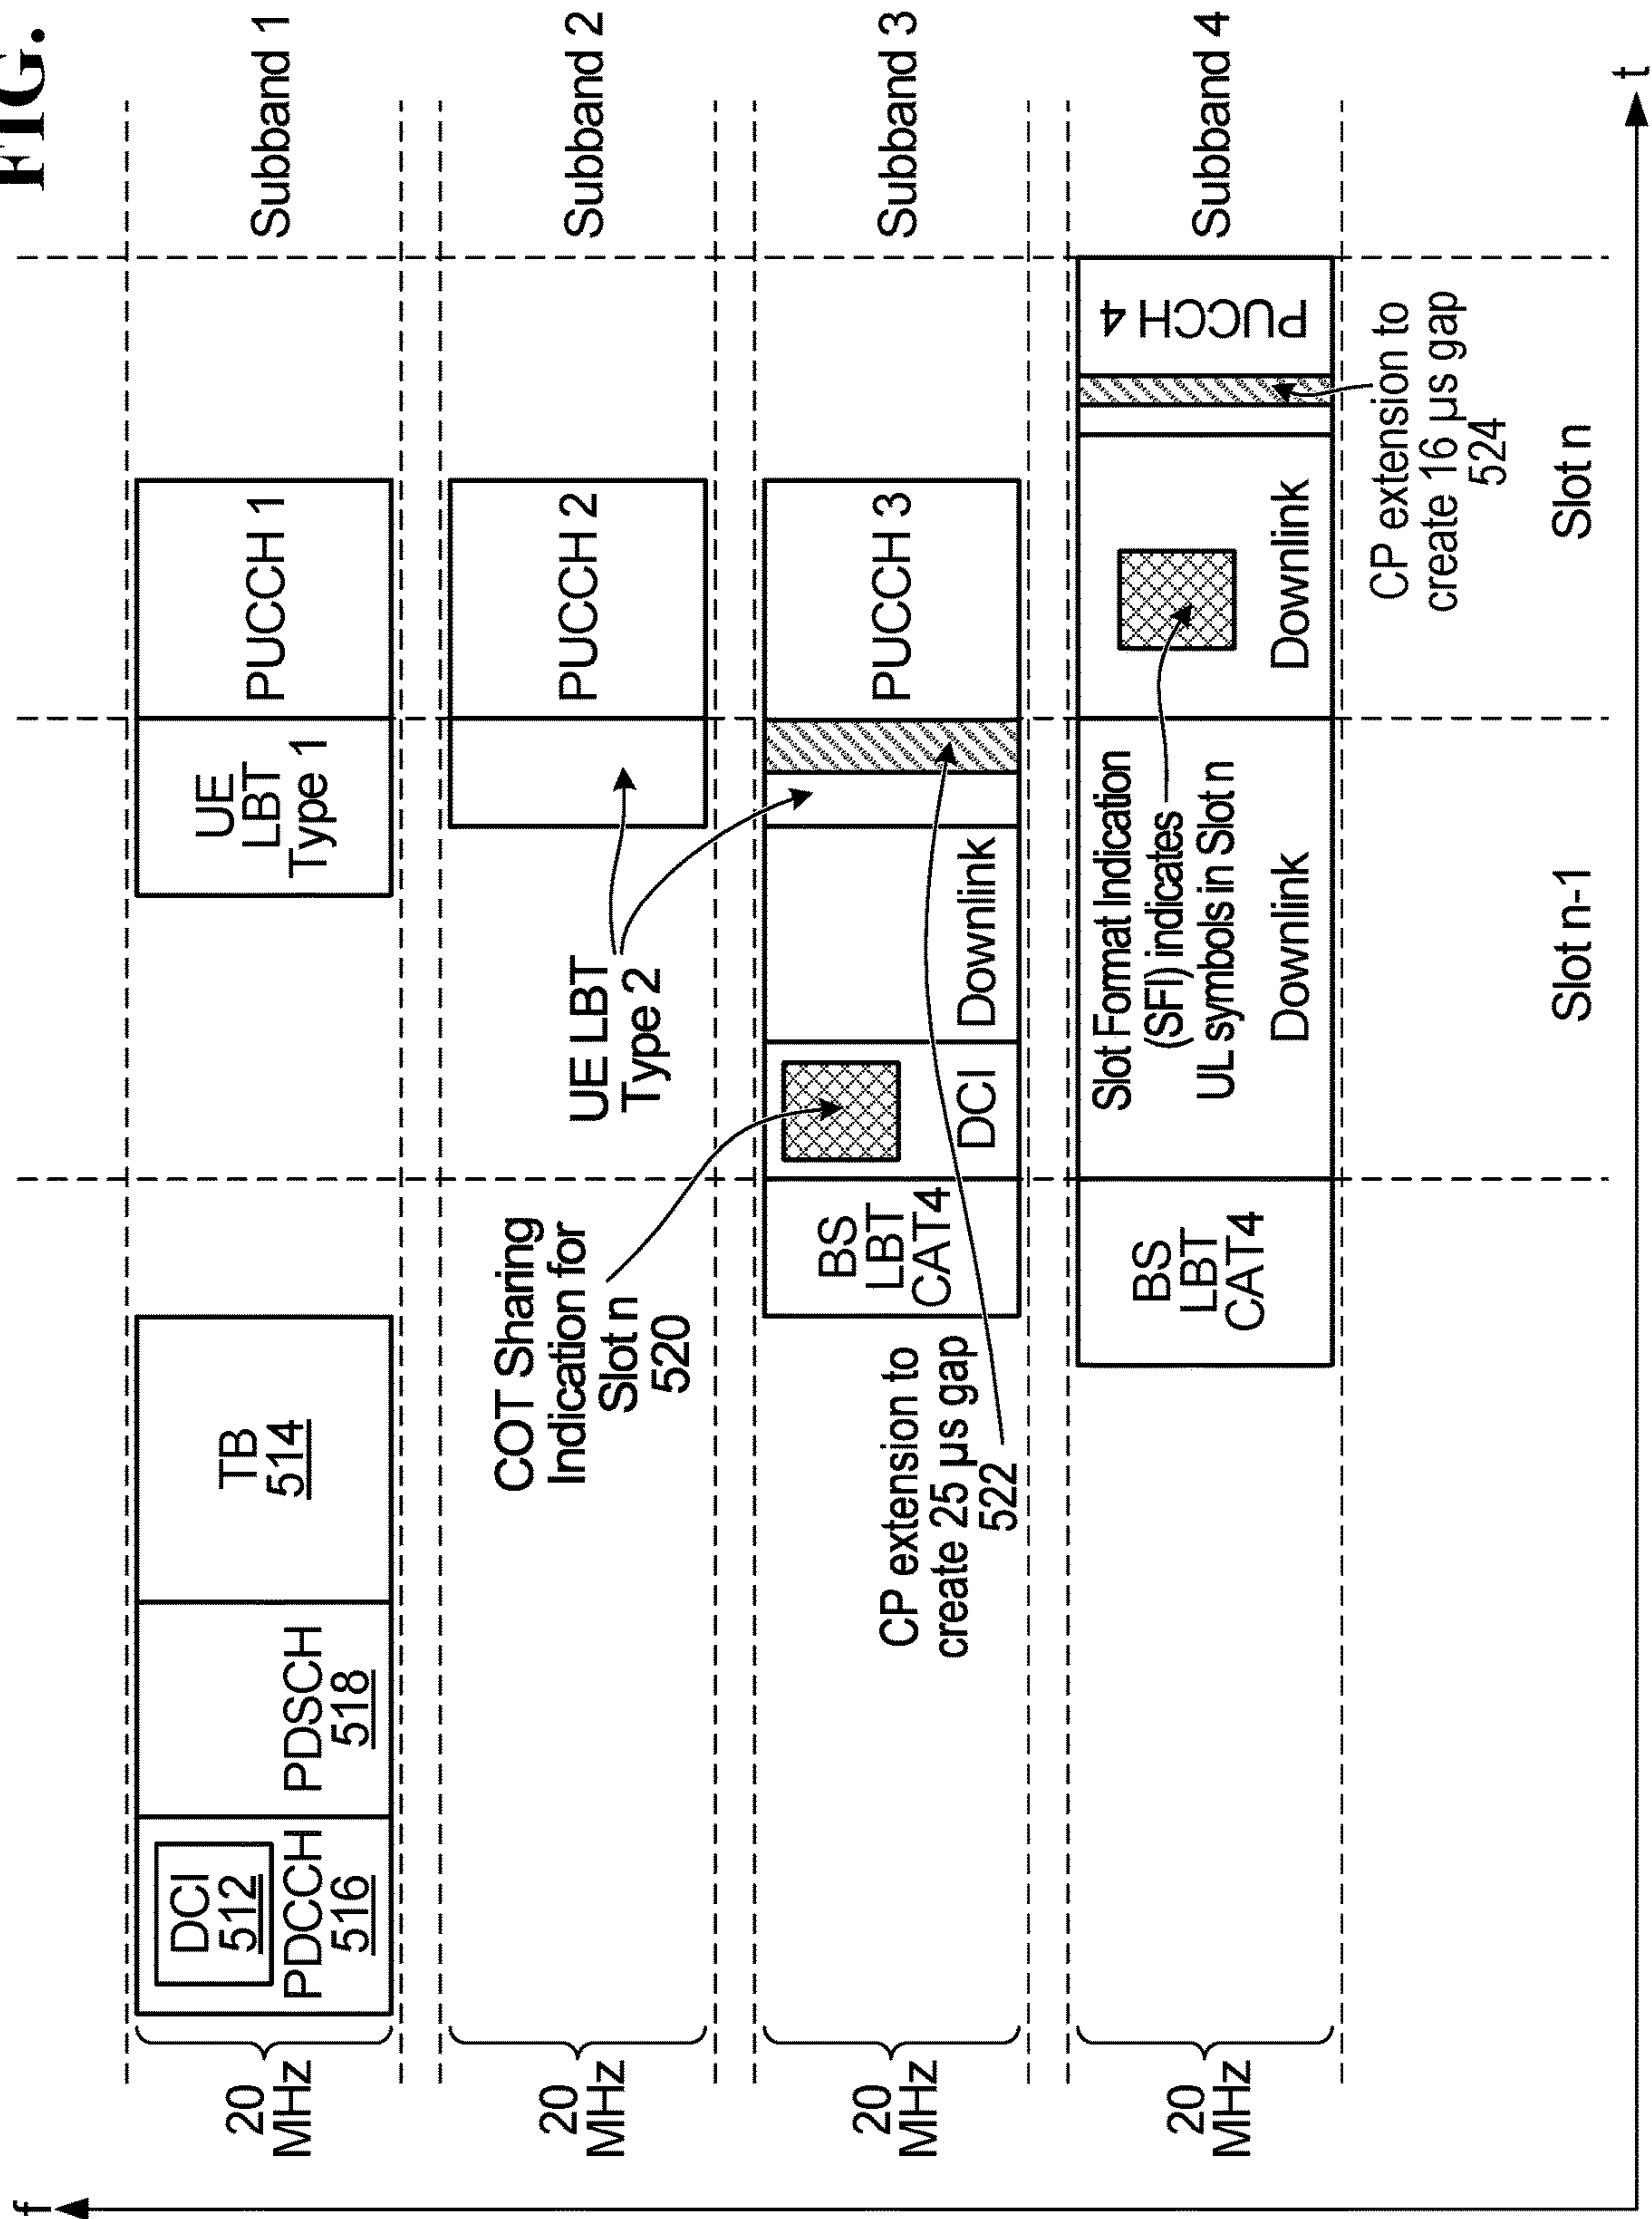 FIG.
f
20
MHz
DCI
512
PDCCH
516
PDSCH
518
TB
514
UE
LBT
Type 1
PUCCH 1
Subband 1
20
MHz
COT Sharing
Indication for
Slot n
520
UE LBT
Type 2
PUCCH 2
Subband 2
20
MHz
CP extension to
create 25 µs gap
522
BS
LBT
CAT4
DCI
Downlink
PUCCH 3
Subband 3
20
MHz
BS
LBT
CAT4
Slot Format Indication
(SFI) indicates
UL symbols in Slot n
Downlink
Downlink
PUCCH 4
Subband 4
CP extension to
create 16 µs gap
524
Slot n-1
Slot n
t